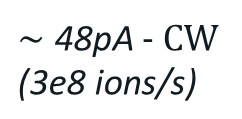 ~ 48pA - CW
(3e8 ions/s)